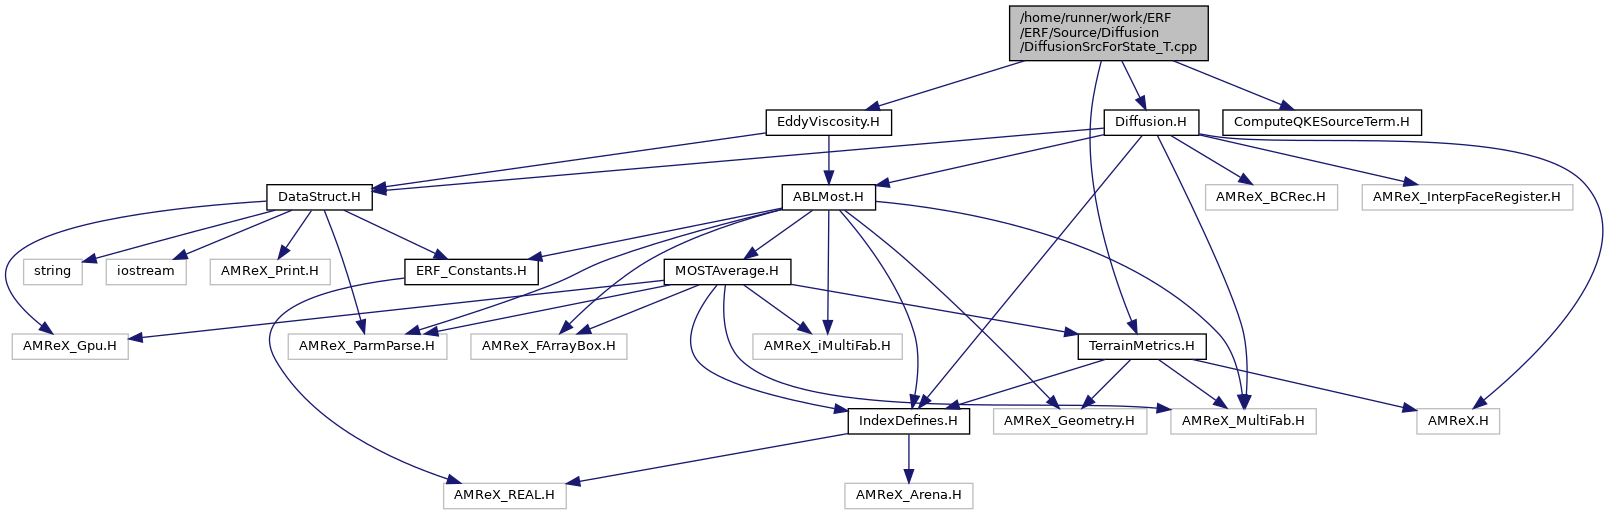 /home/runner/work/ERF
/ERF/Source/Diffusion
/DiffusionSrcForState_T.cpp
EddyViscosity.H
Diffusion.H
ComputeQKESourceTerm.H
DataStruct.H
ABLMost.H
AMReX_BCRec.H
AMReX_InterpFaceRegister.H
string
iostream
AMReX_Print.H
ERF_Constants.H
MOSTAverage.H
AMReX_Gpu.H
AMReX_ParmParse.H
AMReX_FArrayBox.H
AMReX_iMultiFab.H
TerrainMetrics.H
IndexDefines.H
AMReX_Geometry.H
AMReX_MultiFab.H
AMReX.H
AMReX_REAL.H
AMReX_Arena.H